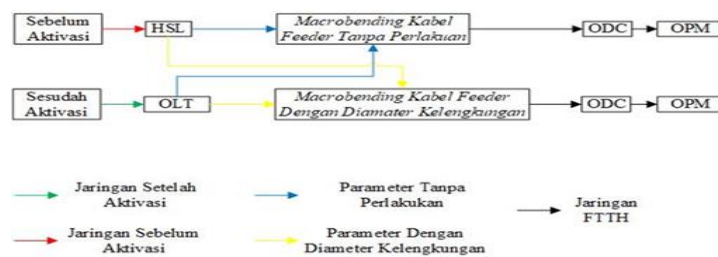 Sebelum
Aktivasi
HSL
Macrobending Kabel
Feeder Tanpa Perlakuan
ODC
OPM
Sesudah
Aktivasi
OLT
Macrobending Kabel Feeder
Dengan Diamater Kelengkungan
ODC
OPM
Jaringan Setelah
Aktivasi
Parameter Tanpa
Perlakukan
Jaringan
FTTH
Jaringan Sebelum
Aktivasi
Parameter Dengan
Diameter Kelengkungan